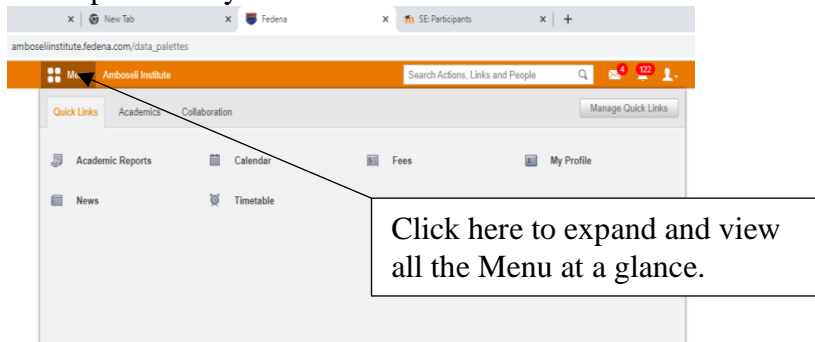 New Tab Fedena SE: Participants
amboseliinstitute.fedena.com/data_palettes
Amboseli Institute Search Actions, Links and People 4 122
Quick Links Academics Collaboration Manage Quick Links
Academic Reports Calendar Fees My Profile
News Timetable
Click here to expand and view
all the Menu at a glance.